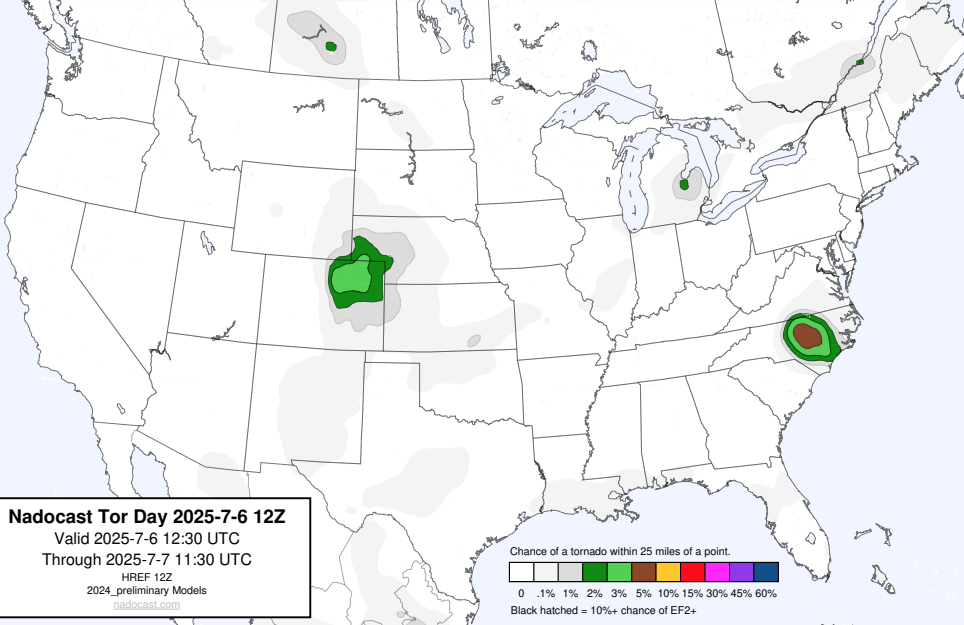 Nadocast Tor Day 2025-7-6 12Z
Valid 2025-7-6 12:30 UTC
Through 2025-7-7 11:30 UTC
HREF 12Z
2024_preliminary Models
nadocast.com
Chance of a tornado within 25 miles of a point.
0 .1% 1% 2% 3% 5% 10% 15% 30% 45% 60%
Black hatched = 10%+ chance of EF2+